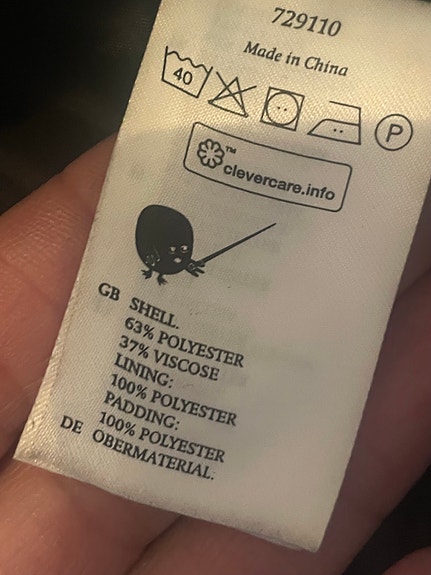 729110
Made in China
40
P
TM
clevercare.info
GB SHELL.
63% POLYESTER
37% VISCOSE
LINING:
100% POLYESTER
PADDING:
100% POLYESTER
DE OBERMATERIAL: